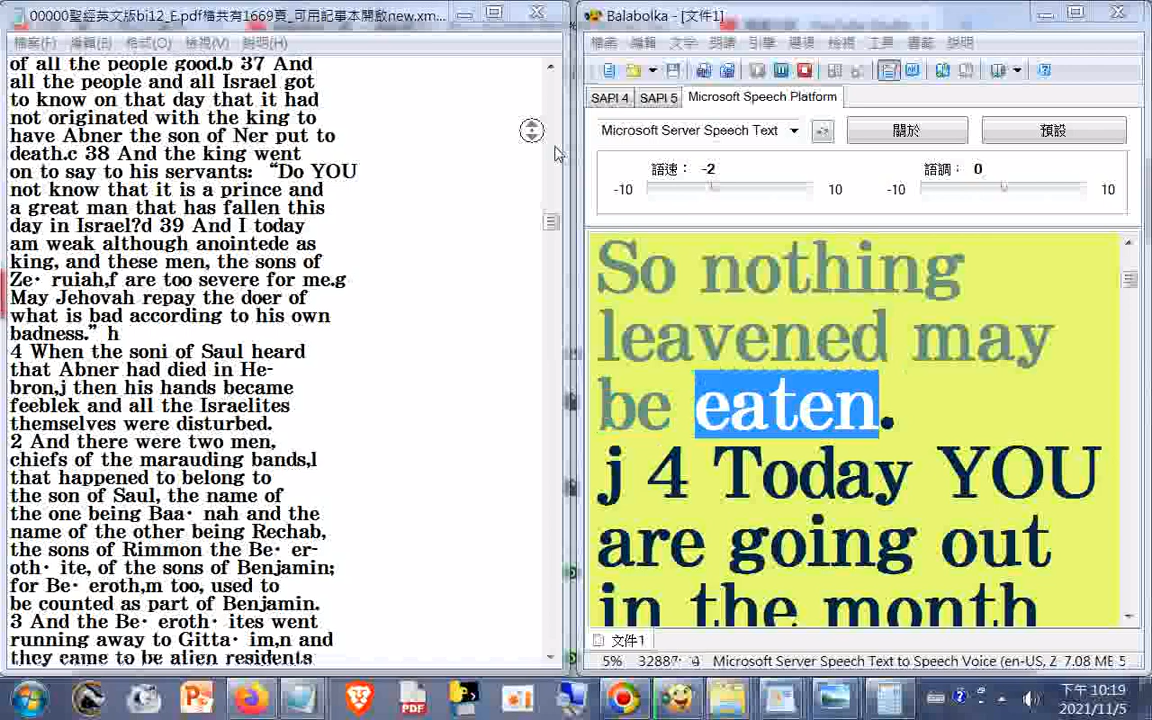 00000聖經英文版bi12_E.pdf檔共有1669頁_可用記事本開啟new.xm...
檔案(F) 編輯(E) 格式(O) 檢視(V) 說明(H)
of all the people good.b 37 And
all the people and all Israel got
to know on that day that it had
not originated with the king to
have Abner the son of Ner put to
death.c 38 And the king went
on to say to his servants: “Do YOU
not know that it is a prince and
a great man that has fallen this
day in Israel?d 39 And I today
am weak although anointede as
king, and these men, the sons of
Ze· ruiah,f are too severe for me.g
May Jehovah repay the doer of
what is bad according to his own
badness.” h
4 When the soni of Saul heard
that Abner had died in He-
bron,j then his hands became
feeblek and all the Israelites
themselves were disturbed.
2 And there were two men,
chiefs of the marauding bands,l
that happened to belong to
the son of Saul, the name of
the one being Baa· nah and the
name of the other being Rechab,
the sons of Rimmon the Be· er-
oth· ite, of the sons of Benjamin;
for Be· eroth,m too, used to
be counted as part of Benjamin.
3 And the Be· eroth· ites went
running away to Gitta· im,n and
they came to be alien residents
Balabolka - [文件1]
檔案 編輯 文字 朗讀 引擎 選項 檢視 工具 書籤 說明
SAPI 4 SAPI 5 Microsoft Speech Platform
Microsoft Server Speech Text 關於 預設
語速： -2 語調： 0
-10 10 -10 10
So nothing
leavened may
be eaten.
j 4 Today YOU
are going out
in the month
文件1
5% Microsoft Server Speech Text to Speech Voice (en-US, Z 7.08 MB 5
PDF
下午 10:19
2021/11/5